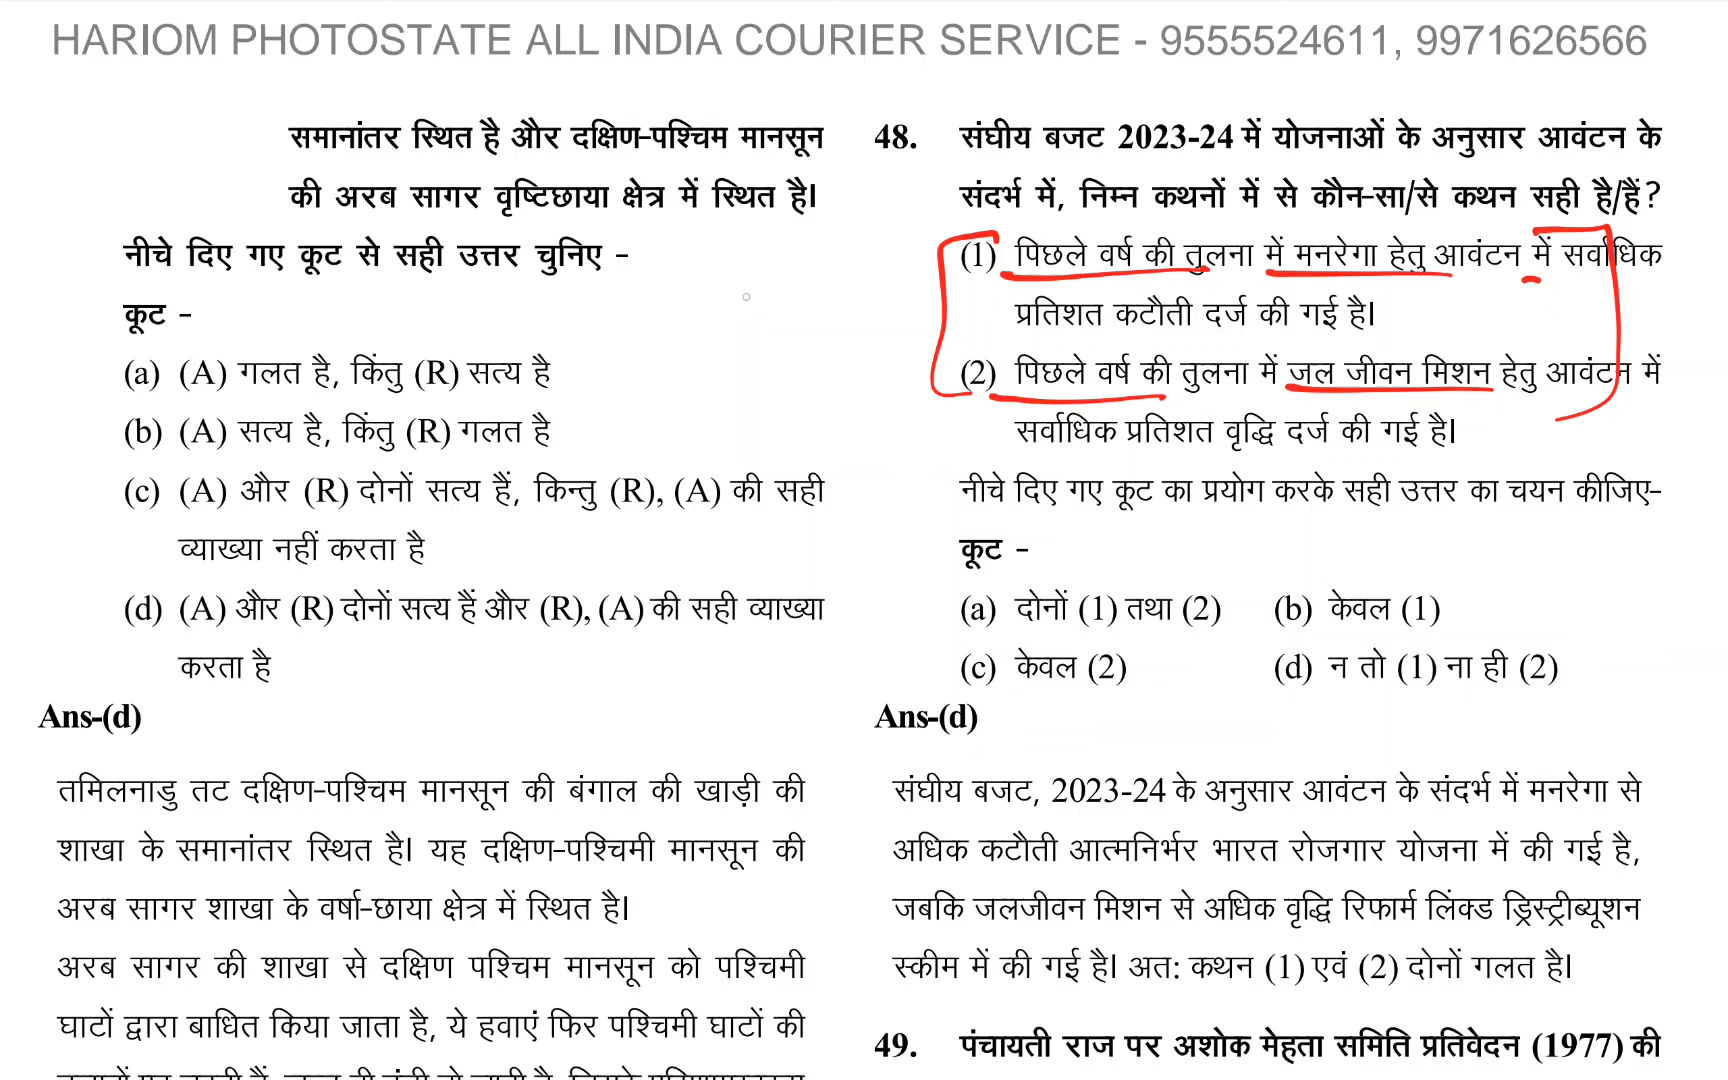 HARIOM PHOTOSTATE ALL INDIA COURIER SERVICE - 9555524611, 9971626566
समानांतर स्थित है और दक्षिण-पश्चिम मानसून
की अरब सागर वृष्टिछाया क्षेत्र में स्थित है।
नीचे दिए गए कूट से सही उत्तर चुनिए -
कूट -
(a) (A) गलत है, किंतु (R) सत्य है
(b) (A) सत्य है, किंतु (R) गलत है
(c) (A) और (R) दोनों सत्य हैं, किन्तु (R), (A) की सही
व्याख्या नहीं करता है
(d) (A) और (R) दोनों सत्य हैं और (R), (A) की सही व्याख्या
करता है
Ans-(d)
तमिलनाडु तट दक्षिण-पश्चिम मानसून की बंगाल की खाड़ी की
शाखा के समानांतर स्थित है। यह दक्षिण-पश्चिमी मानसून की
अरब सागर शाखा के वर्षा-छाया क्षेत्र में स्थित है।
अरब सागर की शाखा से दक्षिण पश्चिम मानसून को पश्चिमी
घाटों द्वारा बाधित किया जाता है, ये हवाएं फिर पश्चिमी घाटों की
48. संघीय बजट 2023-24 में योजनाओं के अनुसार आवंटन के
संदर्भ में, निम्न कथनों में से कौन-सा/से कथन सही है/हैं?
(1) पिछले वर्ष की तुलना में मनरेगा हेतु आवंटन में सर्वाधिक
प्रतिशत कटौती दर्ज की गई है।
(2) पिछले वर्ष की तुलना में जल जीवन मिशन हेतु आवंटन में
सर्वाधिक प्रतिशत वृद्धि दर्ज की गई है।
नीचे दिए गए कूट का प्रयोग करके सही उत्तर का चयन कीजिए-
कूट -
(a) दोनों (1) तथा (2) (b) केवल (1)
(c) केवल (2) (d) न तो (1) ना ही (2)
Ans-(d)
संघीय बजट, 2023-24 के अनुसार आवंटन के संदर्भ में मनरेगा से
अधिक कटौती आत्मनिर्भर भारत रोजगार योजना में की गई है,
जबकि जलजीवन मिशन से अधिक वृद्धि रिफार्म लिंक्ड ड्रिस्ट्रीब्यूशन
स्कीम में की गई है। अत: कथन (1) एवं (2) दोनों गलत है।
49. पंचायती राज पर अशोक मेहता समिति प्रतिवेदन (1977) की